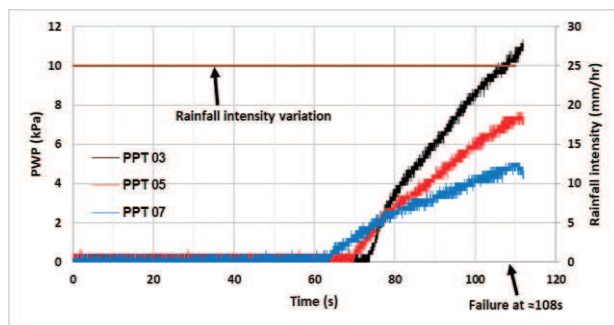 12
10
8
6
4
2
0
PWP (kPa)
30
25
20
15
10
5
0
Rainfall intensity (mm/hr)
Rainfall intensity variation
PPT 03
PPT 05
PPT 07
0 20 40 60 80 100 120
Time (s)
Failure at ≈108s